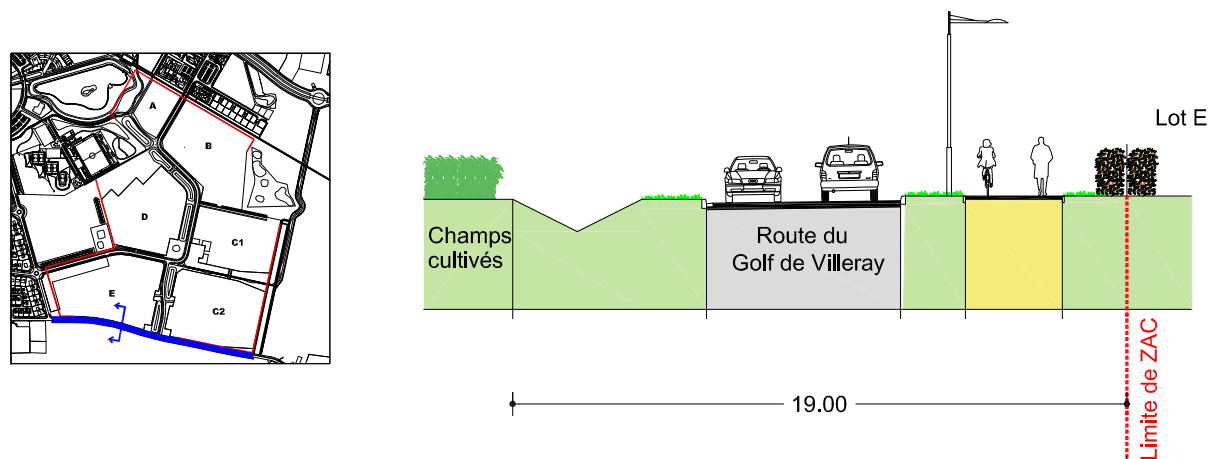 A
B
D
C1
E
C2
Lot E
Champs
cultivés
Route du
Golf de Villeray
19.00
Limite de ZAC